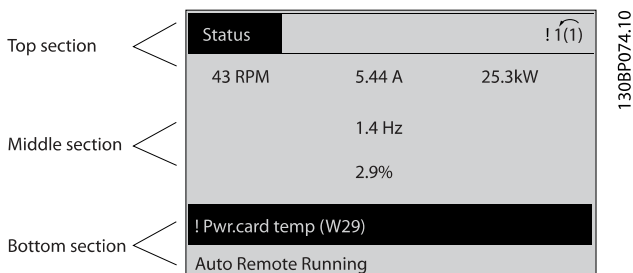 Status
! 1(1)
Top section
43 RPM 5.44 A 25.3kW
1.4 Hz
Middle section
2.9%
! Pwr.card temp (W29)
Bottom section
Auto Remote Running
130BP074.10